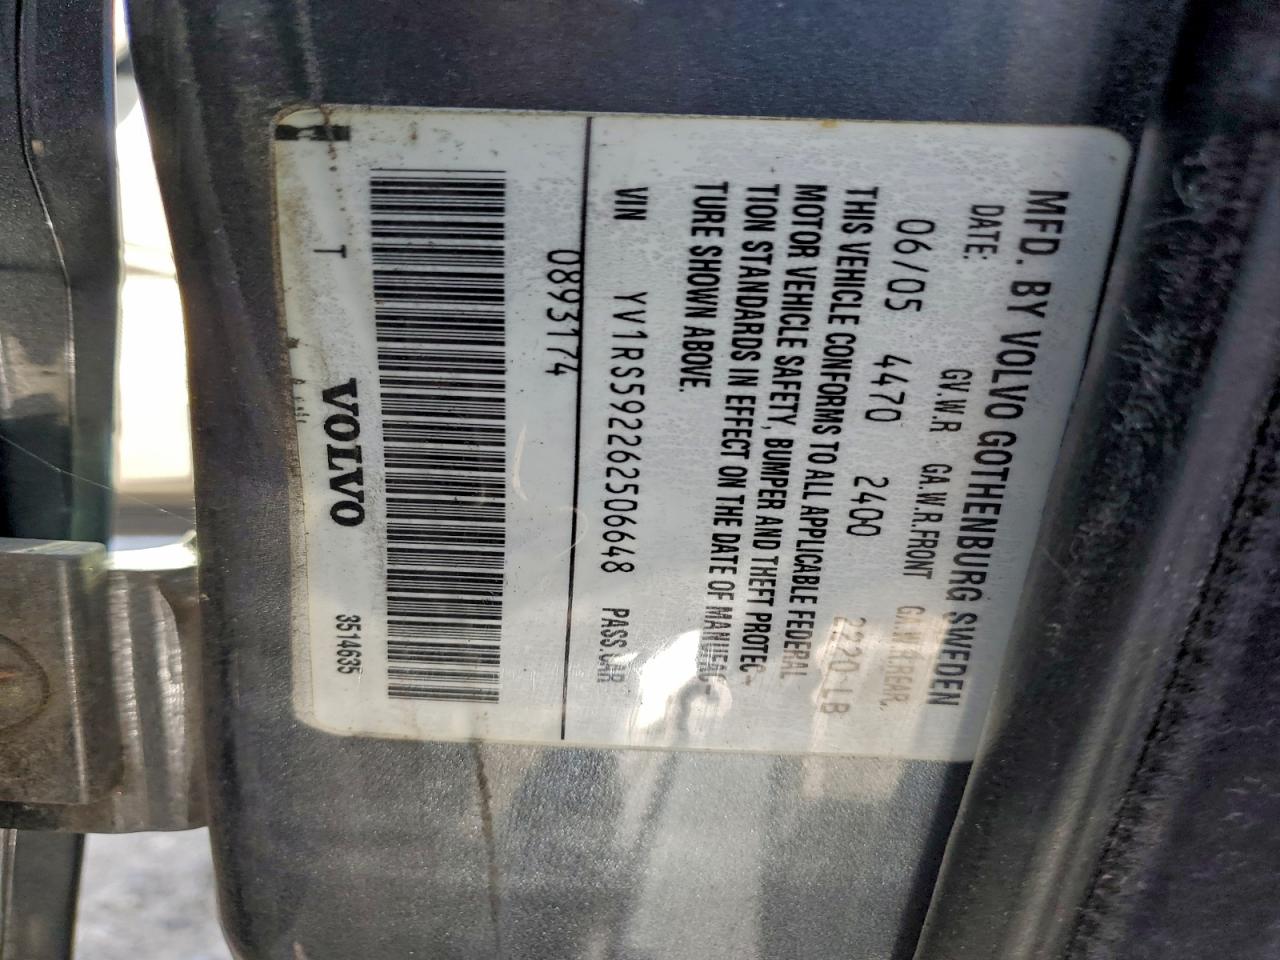 MFD. BY VOLVO GOTHENBURG SWEDEN
DATE: GV.W.R GA.W.R.FRONT GA.W.R.REAR.
06/05 4470 2400 2220 LB
THIS VEHICLE CONFORMS TO ALL APPLICABLE FEDERAL
MOTOR VEHICLE SAFETY, BUMPER AND THEFT PROTEC-
TION STANDARDS IN EFFECT ON THE DATE OF MANUFAC-
TURE SHOWN ABOVE.
VIN YV1RS592262506648 PASS.CAR
0893174
T VOLVO 3514635